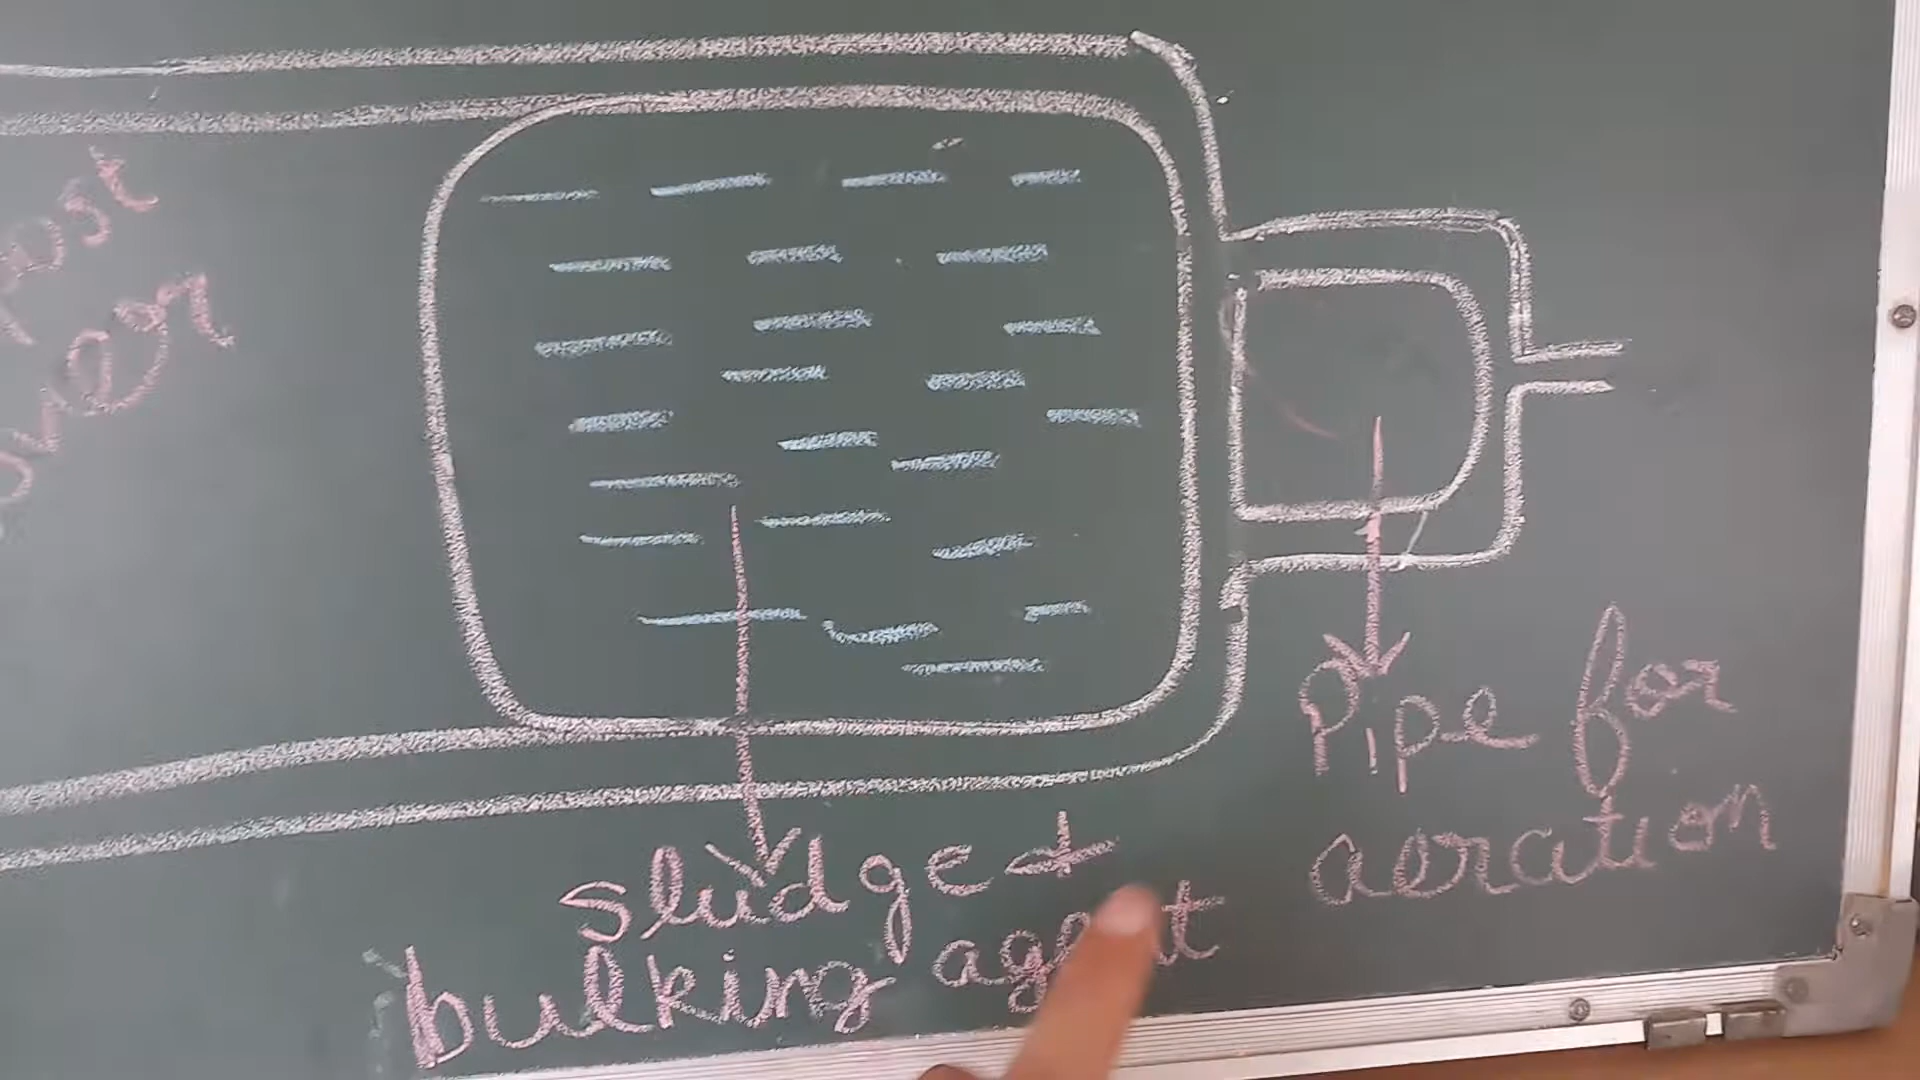 sludge +
bulking agent
Pipe for
aeration